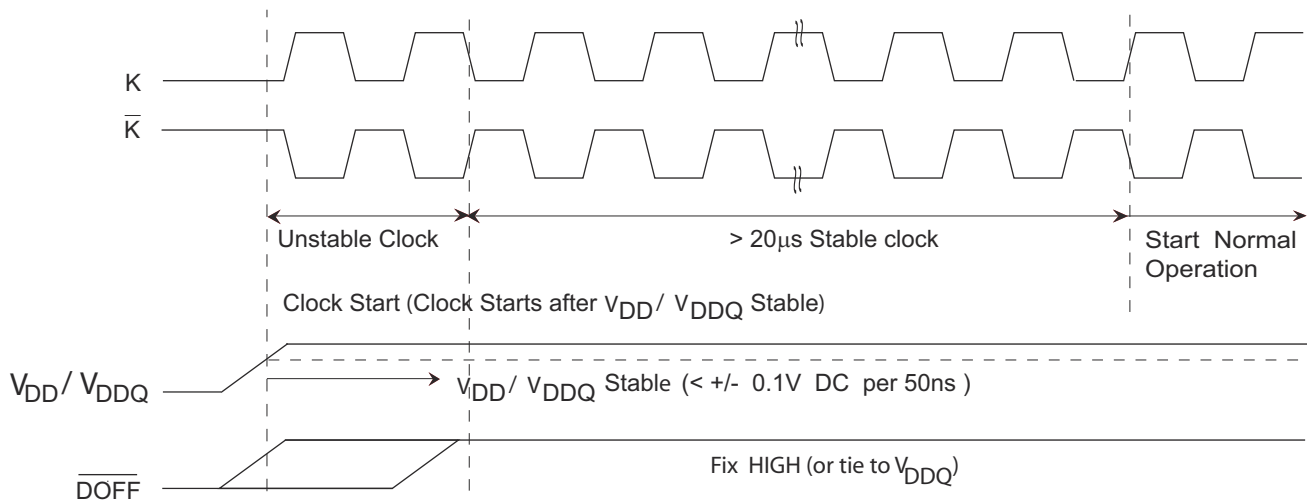 K
K̅
Unstable Clock
> 20μs Stable clock
Start Normal
Operation
Clock Start (Clock Starts after VDD / VDDQ Stable)
VDD / VDDQ
VDD / VDDQ Stable (< +/- 0.1V DC per 50ns )
D̅O̅F̅F̅
Fix HIGH (or tie to VDDQ)